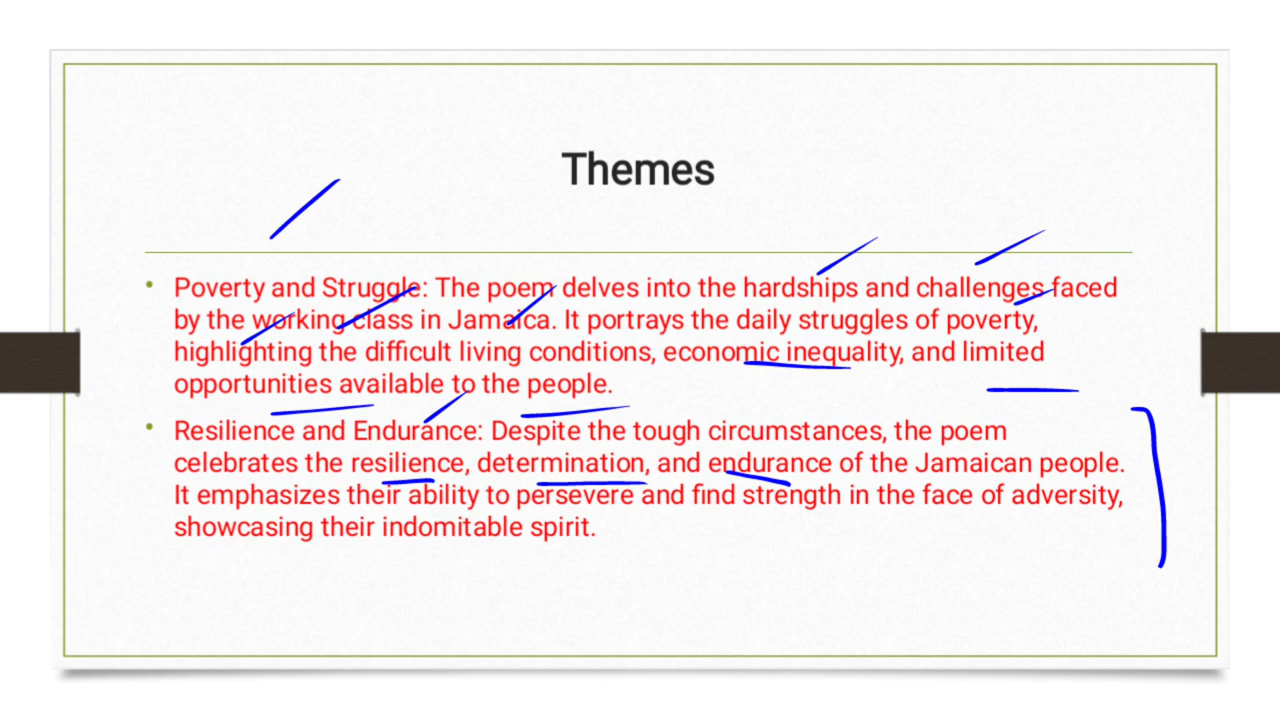 Themes
• Poverty and Struggle: The poem delves into the hardships and challenges faced
by the working class in Jamaica. It portrays the daily struggles of poverty,
highlighting the difficult living conditions, economic inequality, and limited
opportunities available to the people.
• Resilience and Endurance: Despite the tough circumstances, the poem
celebrates the resilience, determination, and endurance of the Jamaican people.
It emphasizes their ability to persevere and find strength in the face of adversity,
showcasing their indomitable spirit.